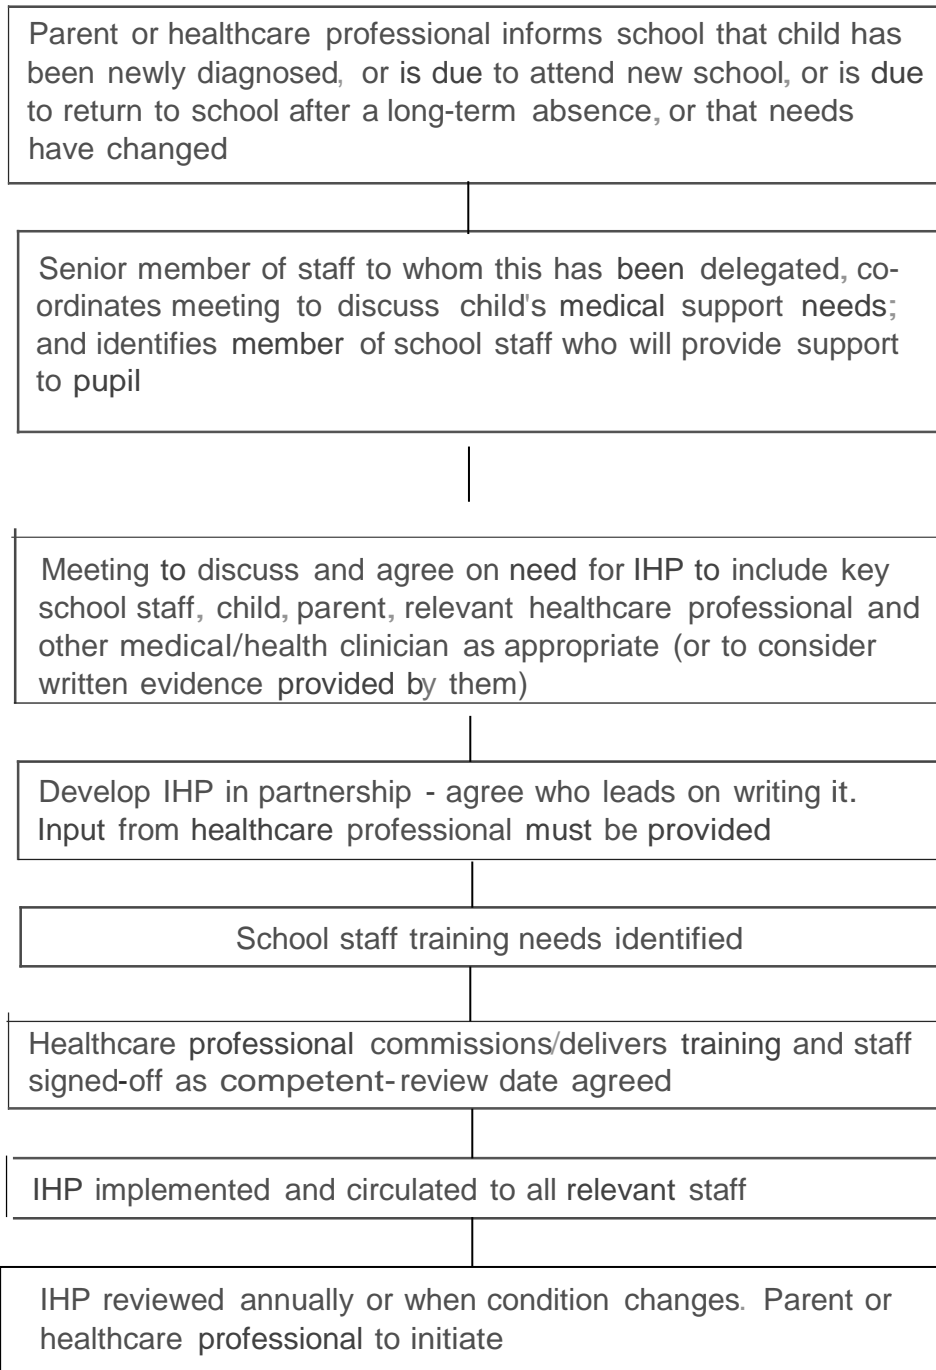 Parent or healthcare professional informs school that child has
been newly diagnosed, or is due to attend new school, or is due
to return to school after a long-term absence, or that needs
have changed
Senior member of staff to whom this has been delegated, co-
ordinates meeting to discuss child's medical support needs;
and identifies member of school staff who will provide support
to pupil
Meeting to discuss and agree on need for IHP to include key
school staff, child, parent, relevant healthcare professional and
other medical/health clinician as appropriate (or to consider
written evidence provided by them)
Develop IHP in partnership - agree who leads on writing it.
Input from healthcare professional must be provided
School staff training needs identified
Healthcare professional commissions/delivers training and staff
signed-off as competent-review date agreed
IHP implemented and circulated to all relevant staff
IHP reviewed annually or when condition changes. Parent or
healthcare professional to initiate